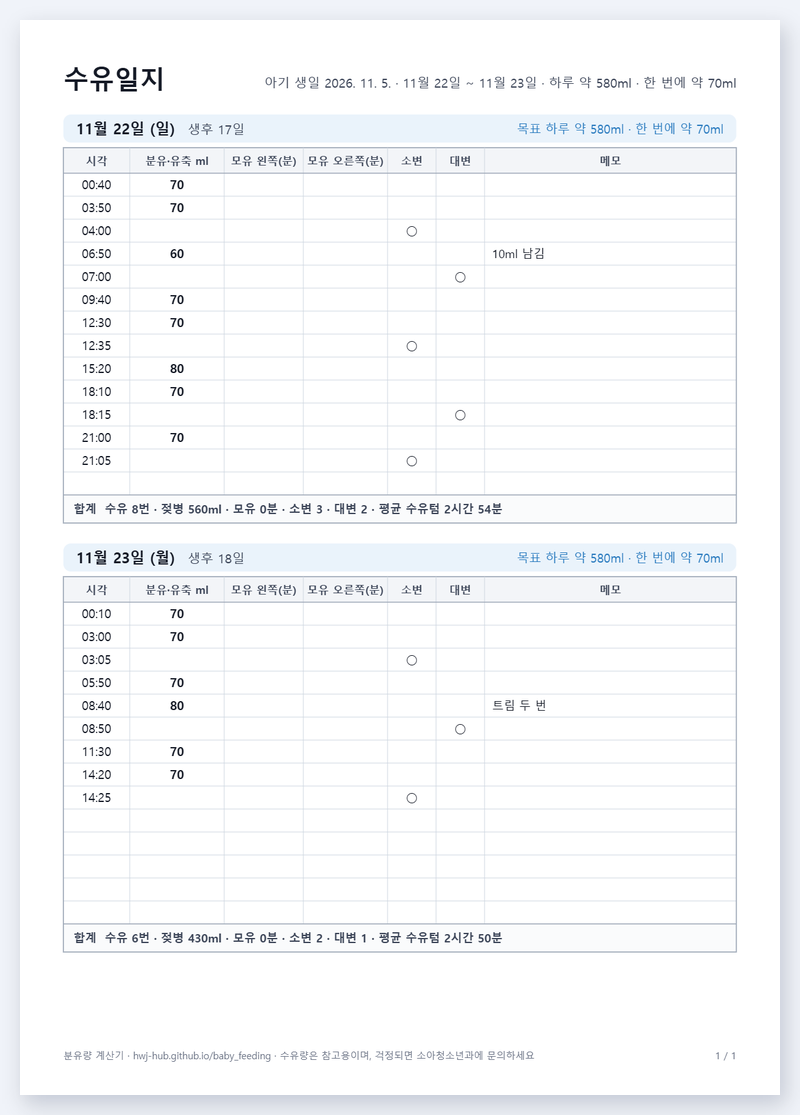 수유일지
아기 생일 2026. 11. 5. · 11월 22일 ~ 11월 23일 · 하루 약 580ml · 한 번에 약 70ml
11월 22일 (일) 생후 17일 목표 하루 약 580ml · 한 번에 약 70ml
시각 분유·유축 ml 모유 왼쪽(분) 모유 오른쪽(분) 소변 대변 메모
00:40 70
03:50 70
04:00 ○
06:50 60 10ml 남김
07:00 ○
09:40 70
12:30 70
12:35 ○
15:20 80
18:10 70
18:15 ○
21:00 70
21:05 ○
합계 수유 8번 · 젖병 560ml · 모유 0분 · 소변 3 · 대변 2 · 평균 수유텀 2시간 54분
11월 23일 (월) 생후 18일 목표 하루 약 580ml · 한 번에 약 70ml
시각 분유·유축 ml 모유 왼쪽(분) 모유 오른쪽(분) 소변 대변 메모
00:10 70
03:00 70
03:05 ○
05:50 70
08:40 80 트림 두 번
08:50 ○
11:30 70
14:20 70
14:25 ○
합계 수유 6번 · 젖병 430ml · 모유 0분 · 소변 2 · 대변 1 · 평균 수유텀 2시간 50분
분유량 계산기 · hwj-hub.github.io/baby_feeding · 수유량은 참고용이며, 걱정되면 소아청소년과에 문의하세요 1 / 1